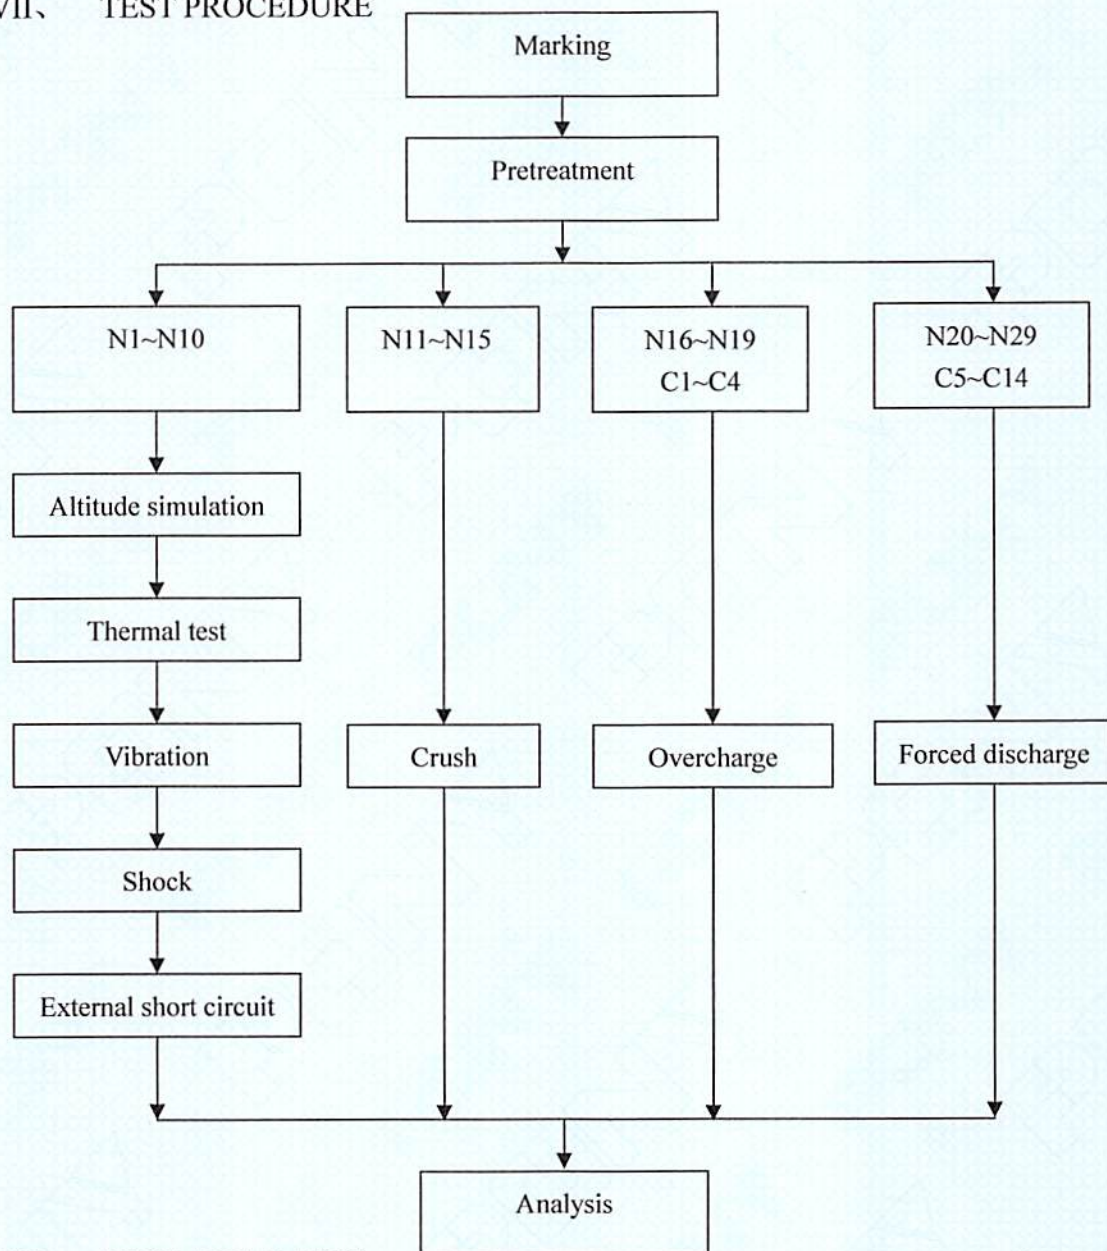 VII、 TEST PROCEDURE
Marking
Pretreatment
N1~N10
N11~N15
N16~N19
C1~C4
N20~N29
C5~C14
Altitude simulation
Thermal test
Vibration
Crush
Overcharge
Forced discharge
Shock
External short circuit
Analysis